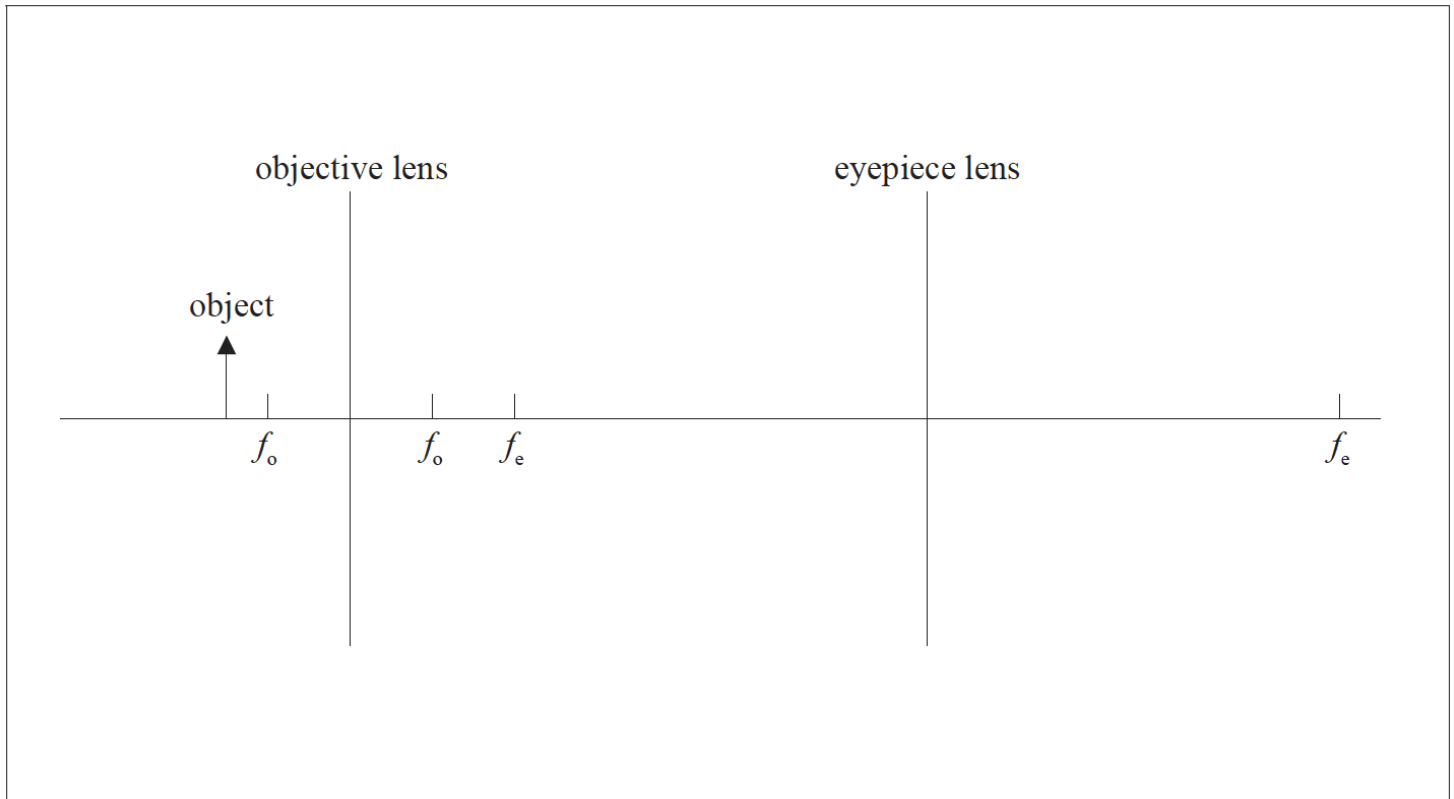 objective lens
eyepiece lens
object
fₒ
fₒ
fₑ
fₑ